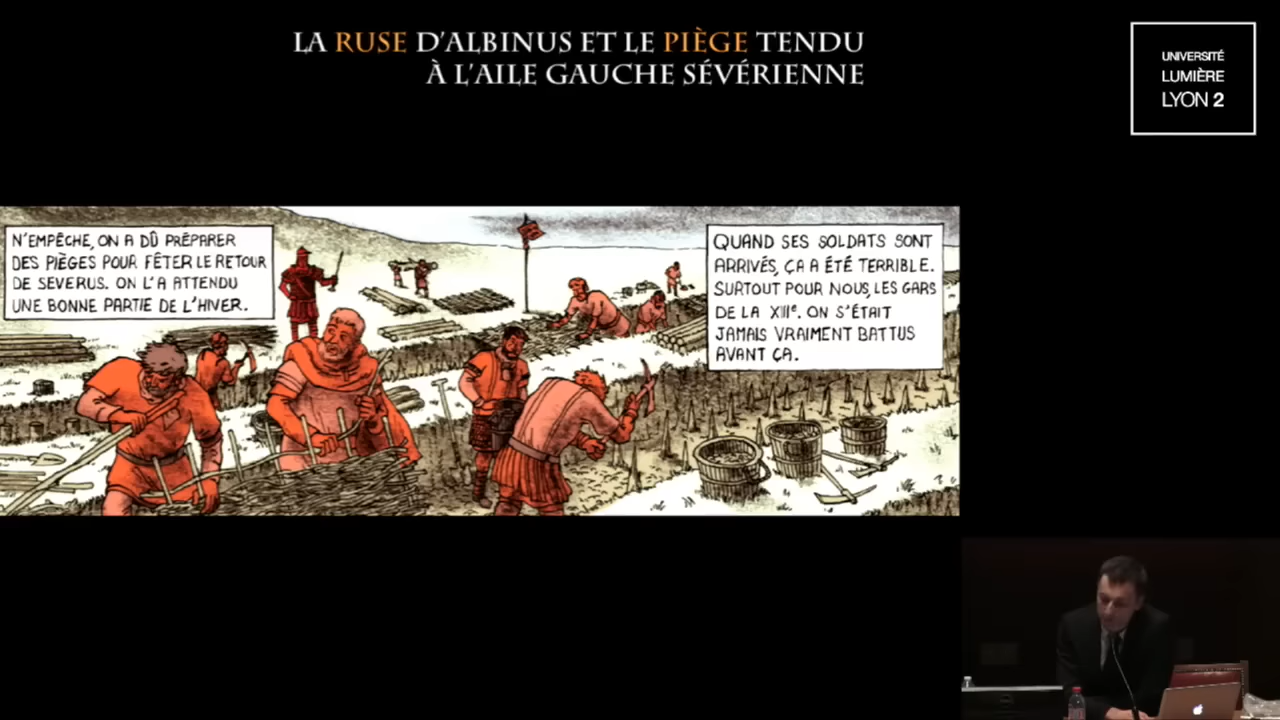 LA RUSE D'ALBINUS ET LE PIÈGE TENDU
À L'AILE GAUCHE SÉVÉRIENNE
UNIVERSITÉ
LUMIÈRE
LYON 2
N'EMPÊCHE, ON A DÛ PRÉPARER
DES PIÈGES POUR FÊTER LE RETOUR
DE SEVERUS. ON L'A ATTENDU
UNE BONNE PARTIE DE L'HIVER.
QUAND SES SOLDATS SONT
ARRIVÉS, ÇA A ÉTÉ TERRIBLE.
SURTOUT POUR NOUS, LES GARS
DE LA XIIIe. ON S'ÉTAIT
JAMAIS VRAIMENT BATTUS
AVANT ÇA.